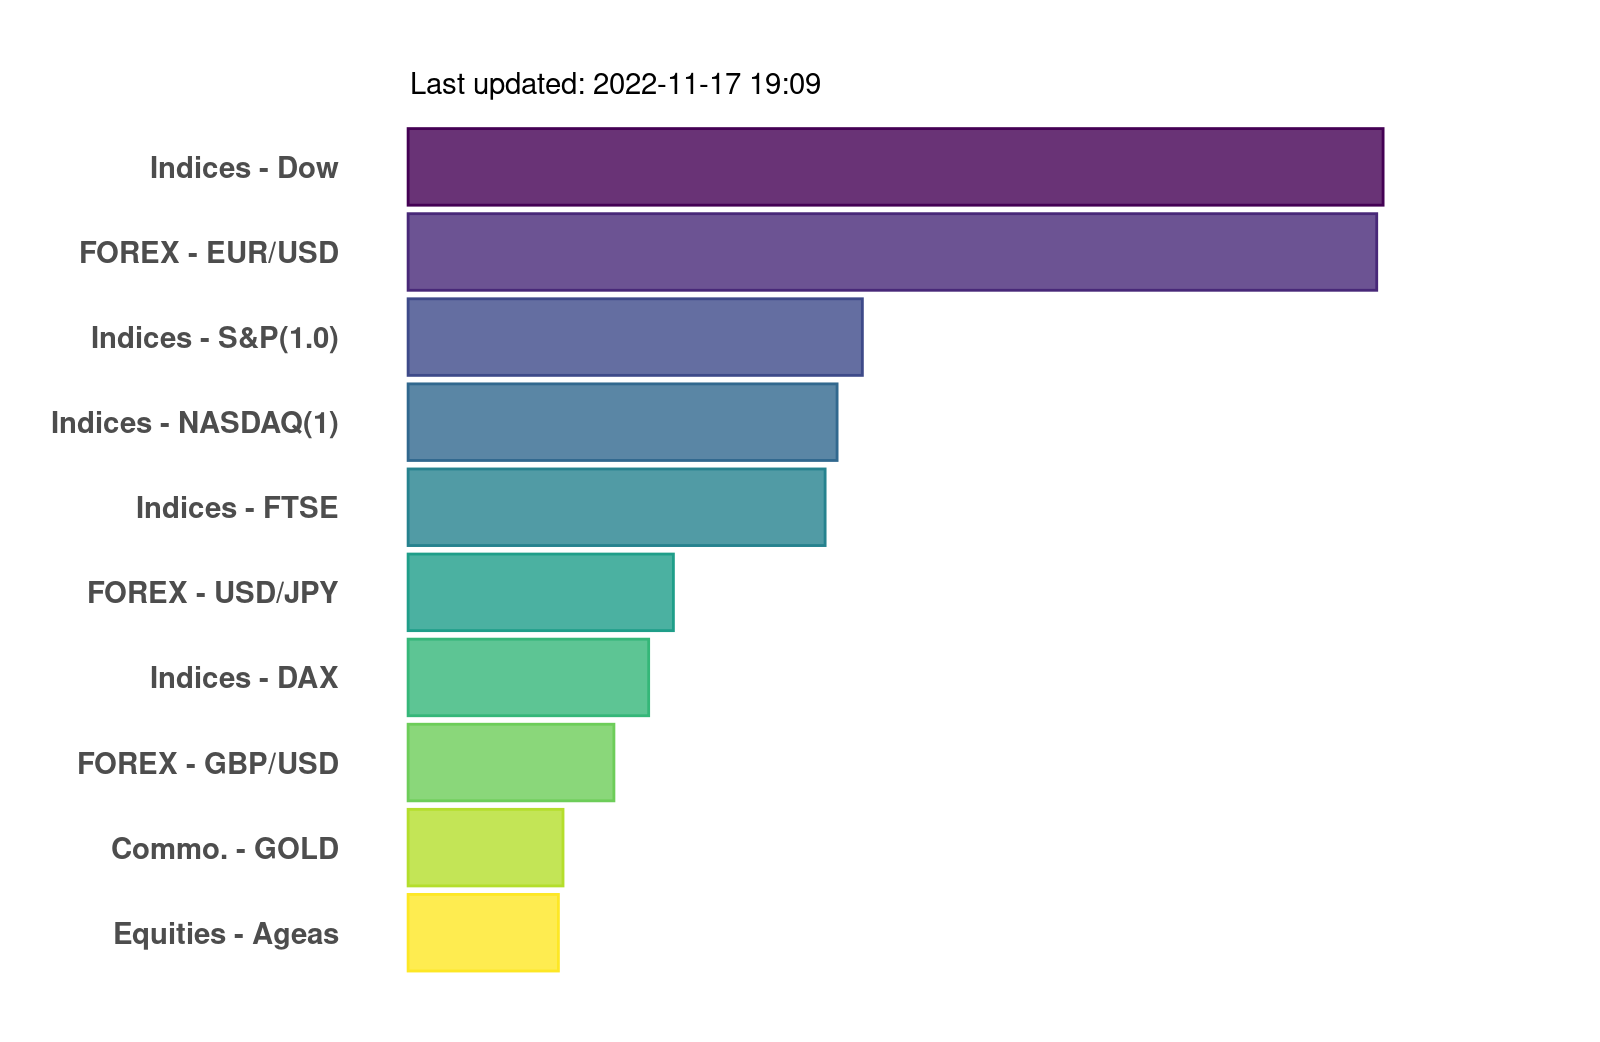 Last updated: 2022-11-17 19:09
Indices - Dow
FOREX - EUR/USD
Indices - S&P(1.0)
Indices - NASDAQ(1)
Indices - FTSE
FOREX - USD/JPY
Indices - DAX
FOREX - GBP/USD
Commo. - GOLD
Equities - Ageas